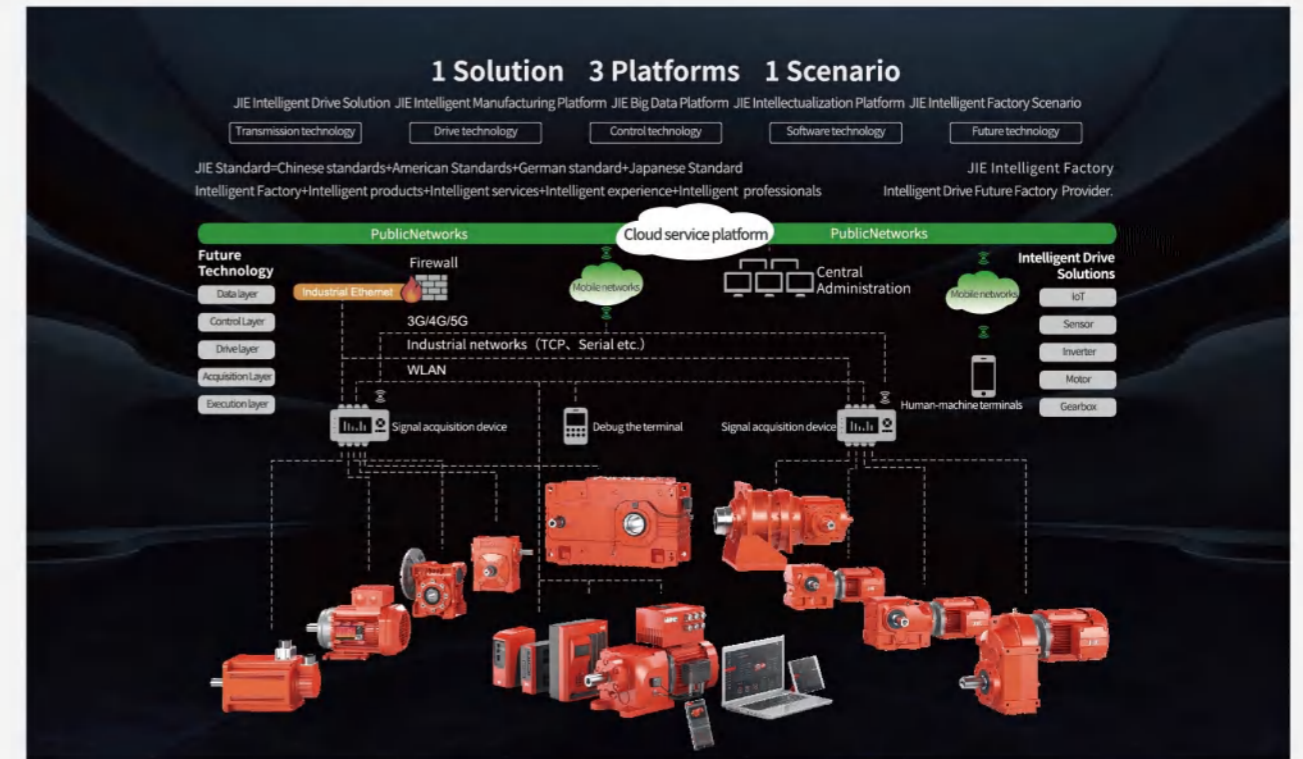 1 Solution 3 Platforms 1 Scenario
JIE Intelligent Drive Solution JIE Intelligent Manufacturing Platform JIE Big Data Platform JIE Intellectualization Platform JIE Intelligent Factory Scenario
Transmission technology
Drive technology
Control technology
Software technology
Future technology
JIE Standard=Chinese standards+American Standards+German standard+Japanese Standard
JIE Intelligent Factory
Intelligent Factory+Intelligent products+Intelligent services+Intelligent experience+Intelligent professionals
Intelligent Drive Future Factory Provider.
PublicNetworks
Cloud service platform
PublicNetworks
Future
Technology
Data layer
Control Layer
Drive layer
Acquisition Layer
Execution layer
Industrial Ethernet
Firewall
Mobile networks
Central
Administration
Mobile networks
Intelligent Drive
Solutions
IoT
Sensor
Inverter
Motor
Gearbox
3G/4G/5G
Industrial networks（TCP、Serial etc.）
WLAN
Signal acquisition device
Debug the terminal
Signal acquisition device
Human-machine terminals